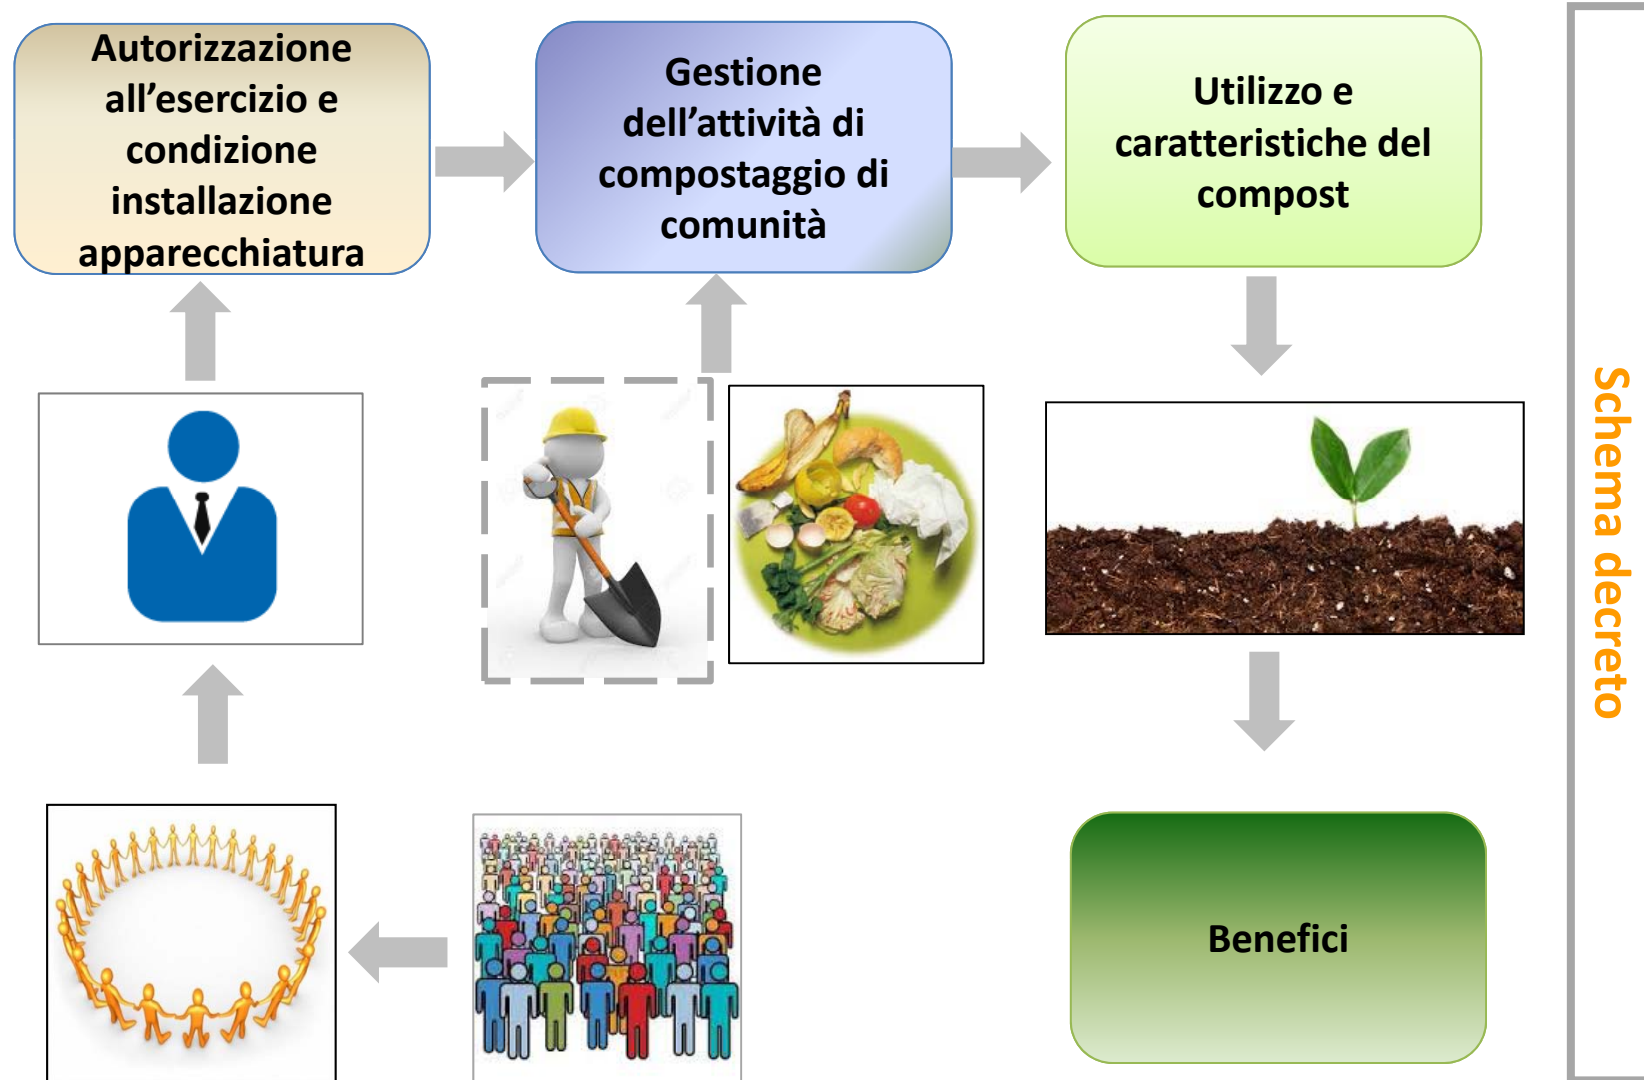 Autorizzazione
all’esercizio e
condizione
installazione
apparecchiatura
Gestione
dell’attività di
compostaggio di
comunità
Utilizzo e
caratteristiche del
compost
Benefici
Schema decreto